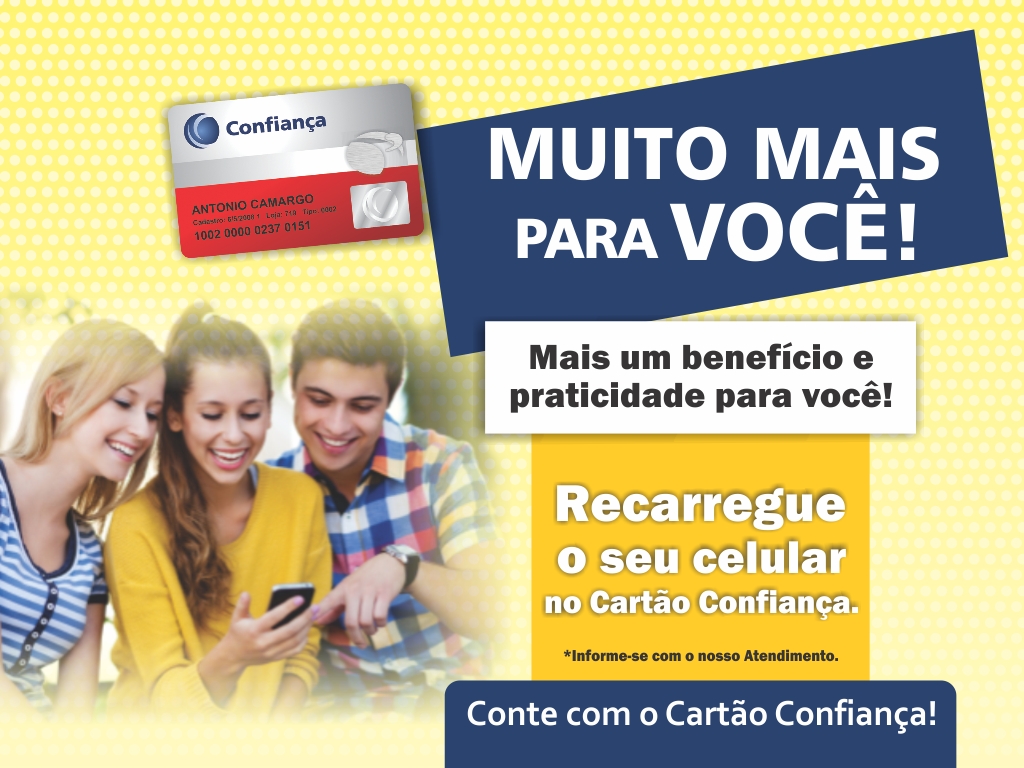 Confiança
ANTONIO CAMARGO
1002 0000 0237 0151
MUITO MAIS
PARA VOCÊ!
Mais um benefício e
praticidade para você!
Recarregue
o seu celular
no Cartão Confiança.
*Informe-se com o nosso Atendimento.
Conte com o Cartão Confiança!